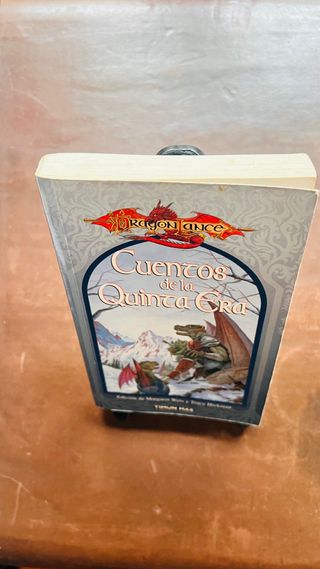 DRAGONLANCE
Cuentos
de la
Quinta Era
Edición de Margaret Weis y Tracy Hickman
TIMUN MAS